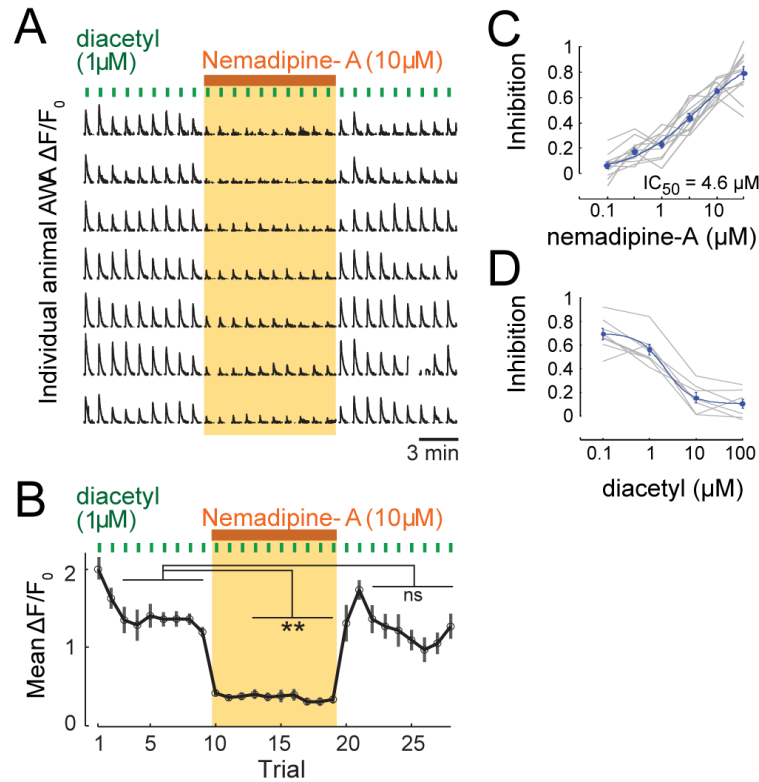 A
diacetyl
(1µM)
Nemadipine- A (10µM)
Individual animal AWA ΔF/F0
3 min
B
diacetyl
(1µM)
Nemadipine- A (10µM)
Mean ΔF/F0
2
1
0
ns
**
1 5 10 15 20 25
Trial
C
Inhibition
1
0.8
0.6
0.4
0.2
0
IC50 = 4.6 µM
0.1 1 10
nemadipine-A (µM)
D
Inhibition
1
0.8
0.6
0.4
0.2
0
0.1 1 10 100
diacetyl (µM)